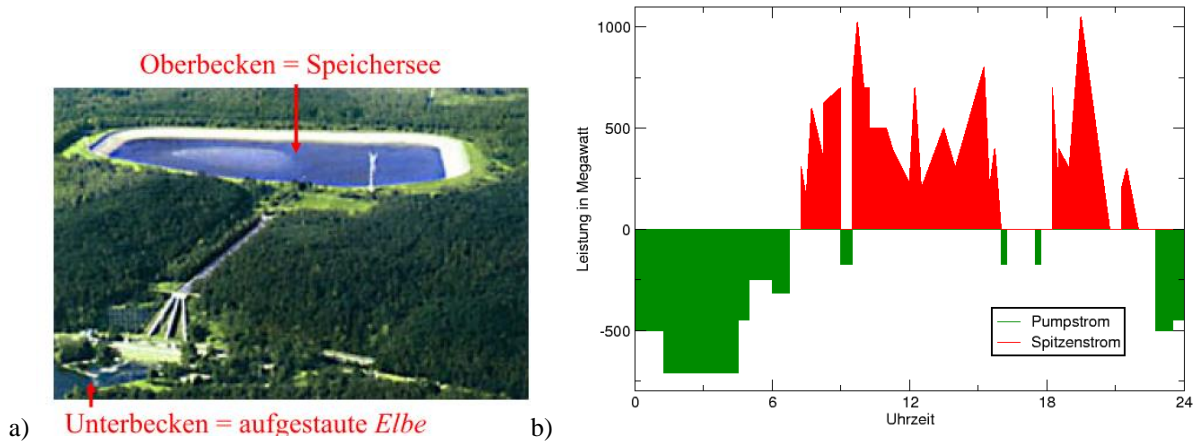 Oberbecken = Speichersee
Unterbecken = aufgestaute Elbe
a)
b)
Leistung in Megawatt
1000
500
0
-500
0
6
12
18
24
Uhrzeit
Pumpstrom
Spitzenstrom